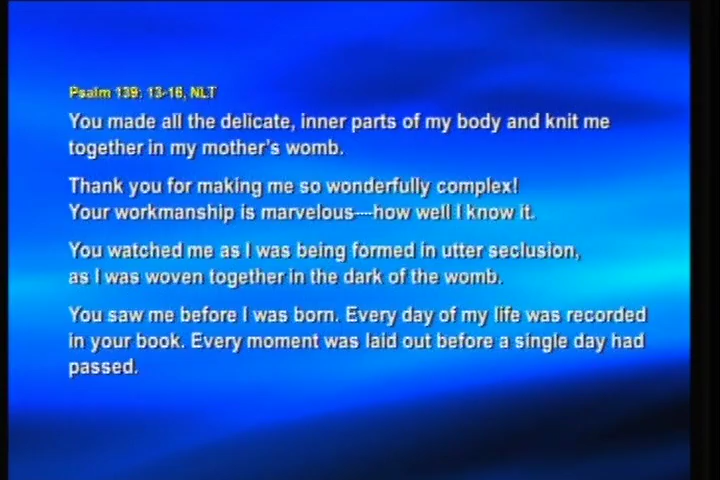 Psalm 139: 13-16, NLT
You made all the delicate, inner parts of my body and knit me
together in my mother's womb.
Thank you for making me so wonderfully complex!
Your workmanship is marvelous—how well I know it.
You watched me as I was being formed in utter seclusion,
as I was woven together in the dark of the womb.
You saw me before I was born. Every day of my life was recorded
in your book. Every moment was laid out before a single day had
passed.